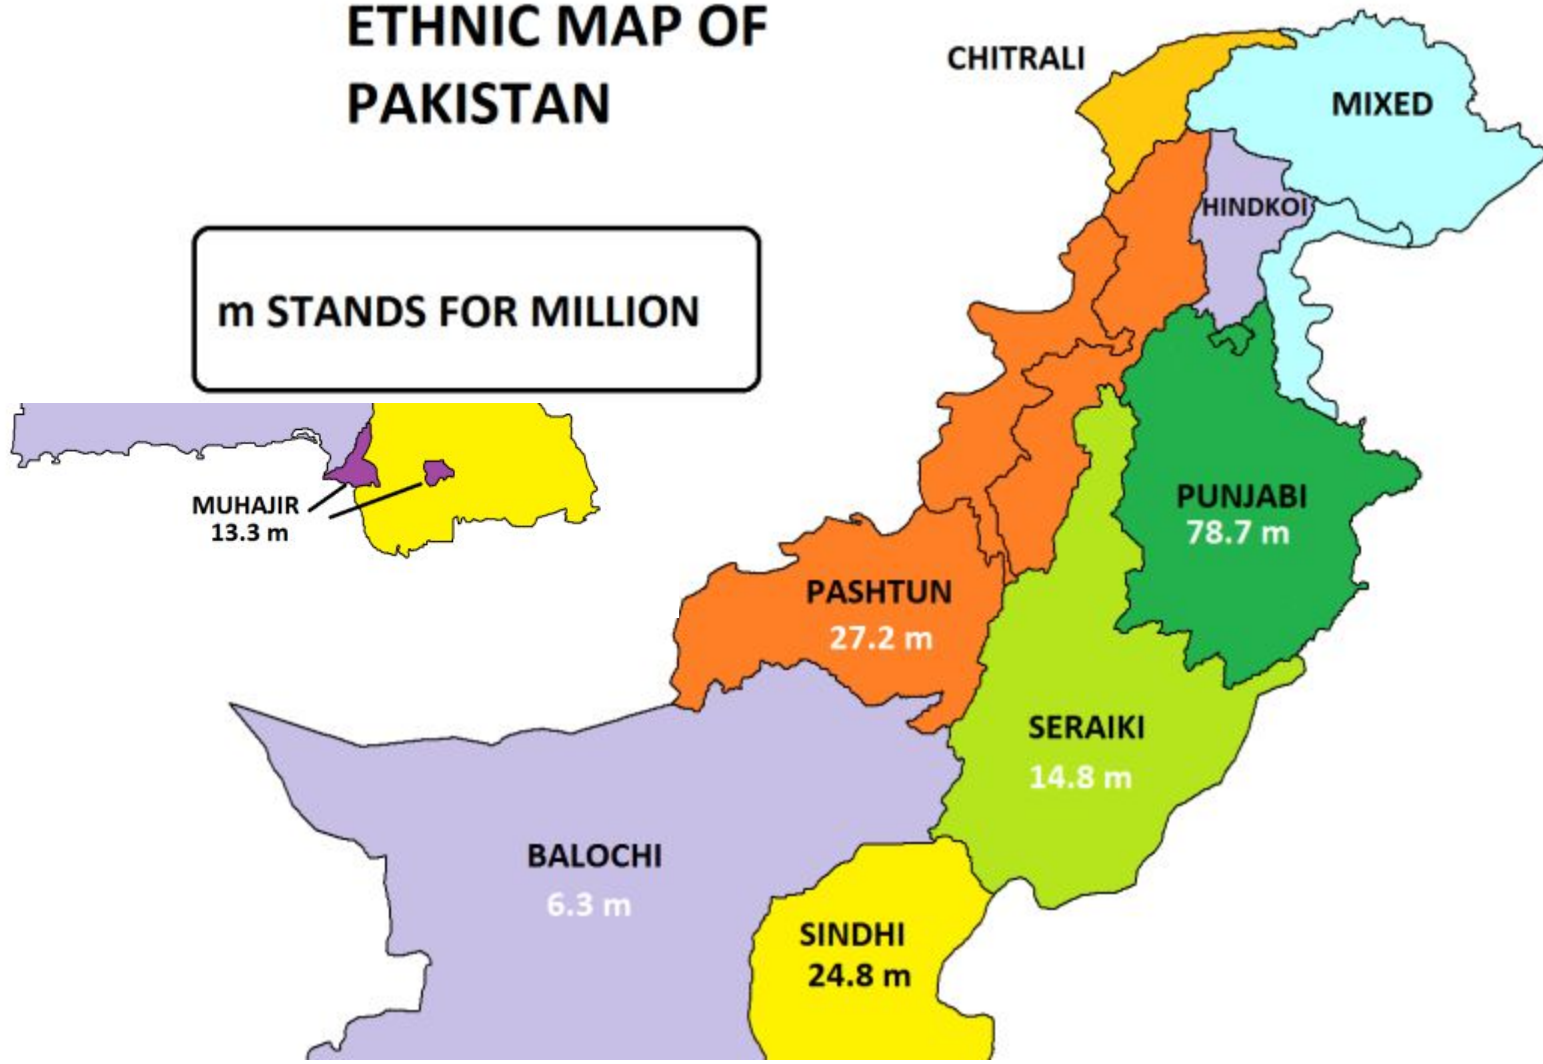 ETHNIC MAP OF
PAKISTAN
CHITRALI
MIXED
HINDKOI
m STANDS FOR MILLION
MUHAJIR
13.3 m
PUNJABI
78.7 m
PASHTUN
27.2 m
SERAIKI
14.8 m
BALOCHI
6.3 m
SINDHI
24.8 m